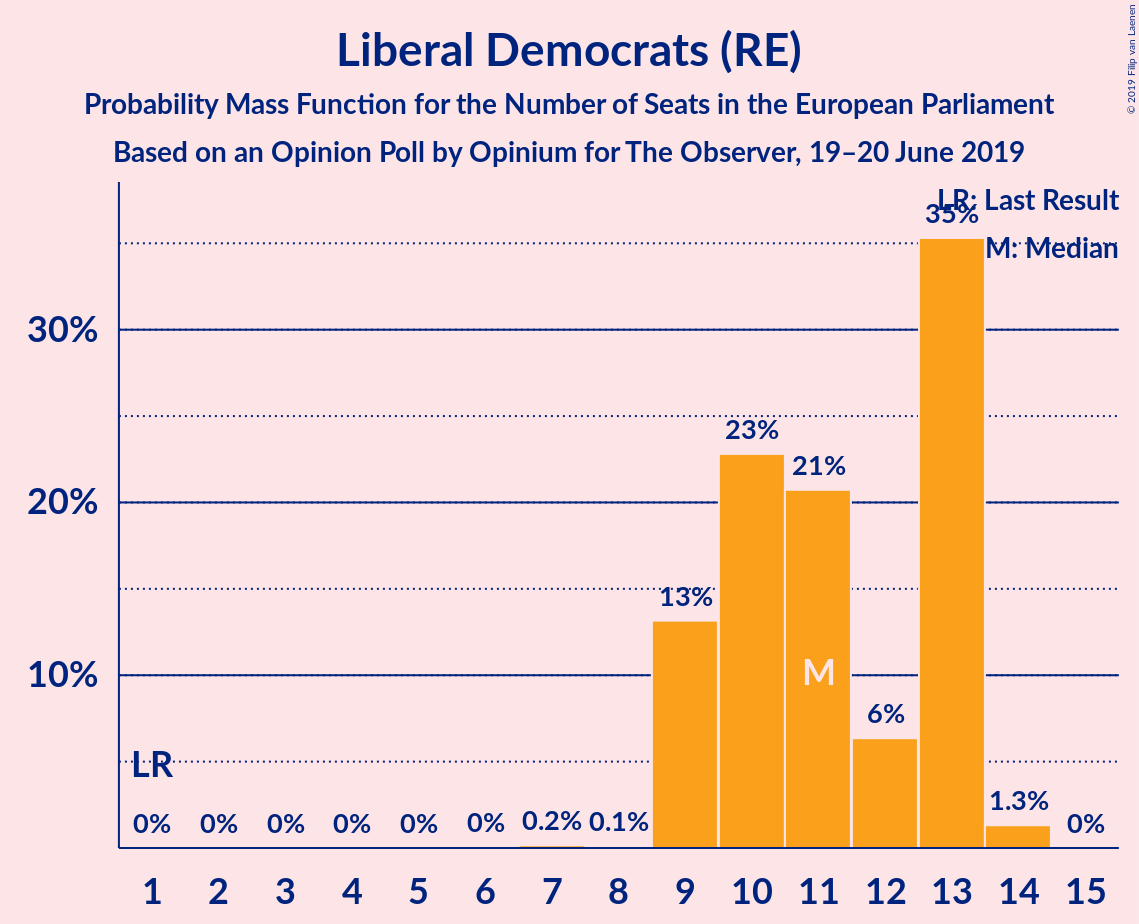 Liberal Democrats (RE)
Probability Mass Function for the Number of Seats in the European Parliament
Based on an Opinion Poll by Opinium for The Observer, 19–20 June 2019
© 2019 Filip van Laenen
LR: Last Result
M: Median
35%
30%
23%
21%
20%
13%
M
10%
6%
LR
1.3%
0% 0% 0% 0% 0% 0% 0.2% 0.1% 0%
1 2 3 4 5 6 7 8 9 10 11 12 13 14 15